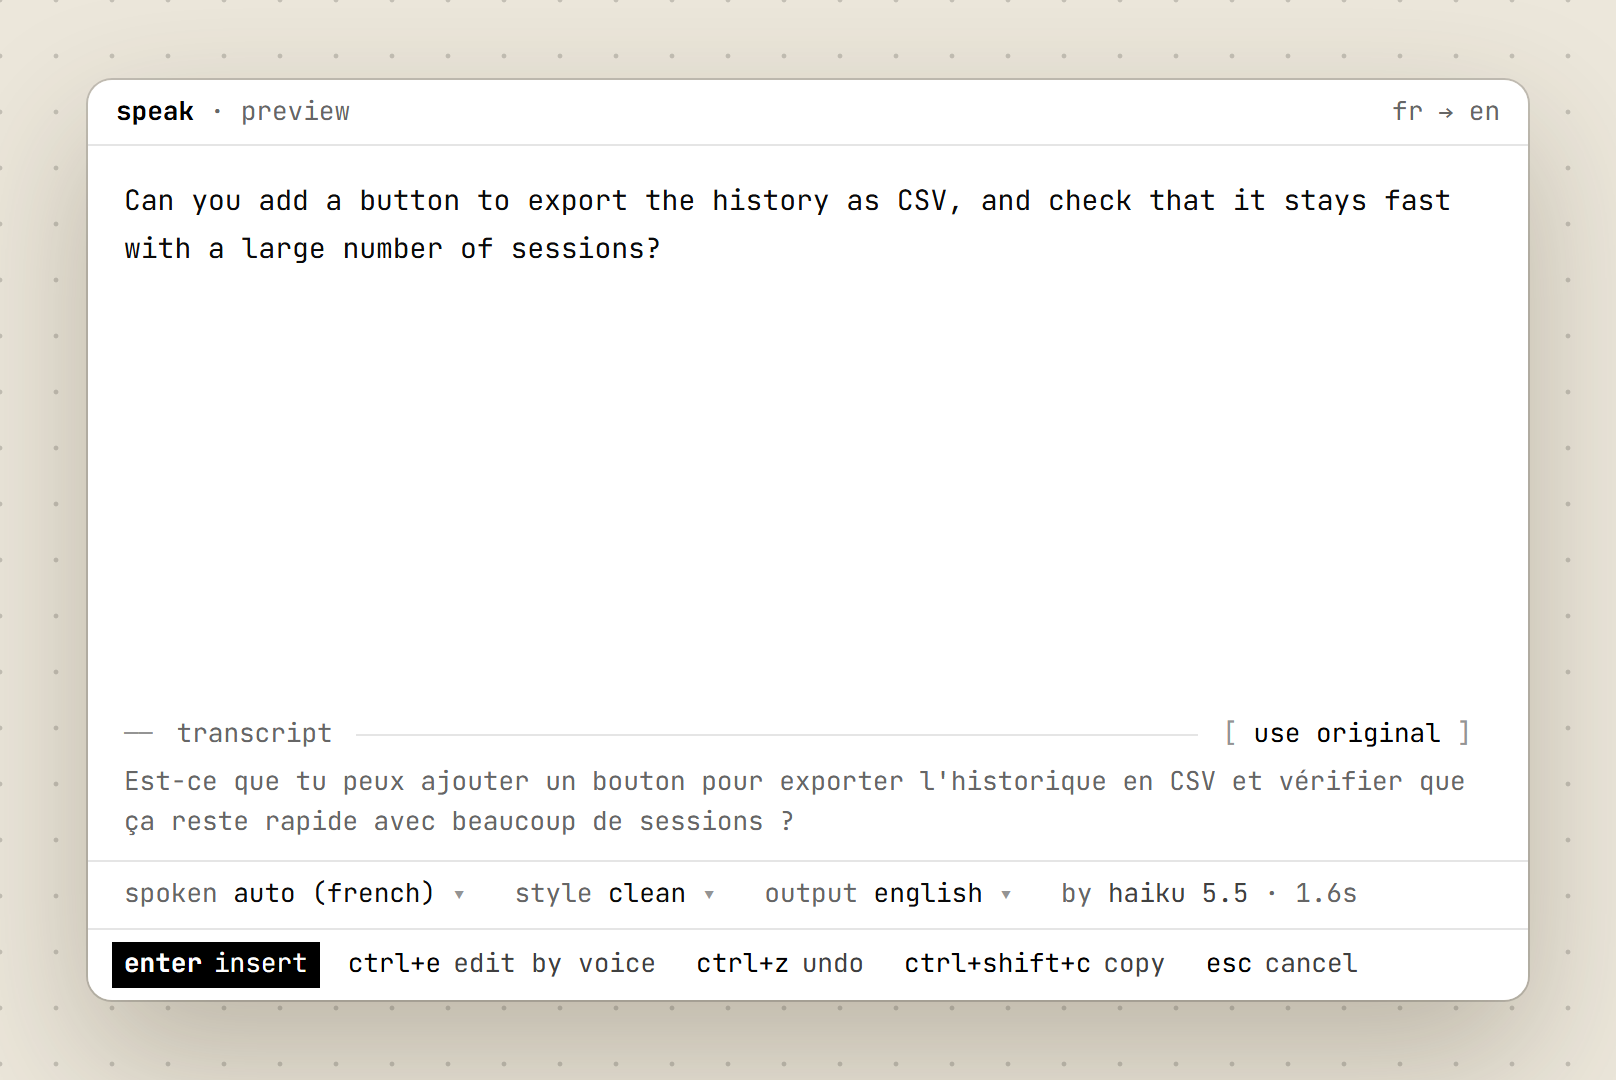 speak · preview
fr → en
Can you add a button to export the history as CSV, and check that it stays fast
with a large number of sessions?
transcript
[ use original ]
Est-ce que tu peux ajouter un bouton pour exporter l'historique en CSV et vérifier que
ça reste rapide avec beaucoup de sessions ?
spoken auto (french) ▾ style clean ▾ output english ▾ by haiku 5.5 · 1.6s
enter insert ctrl+e edit by voice ctrl+z undo ctrl+shift+c copy esc cancel